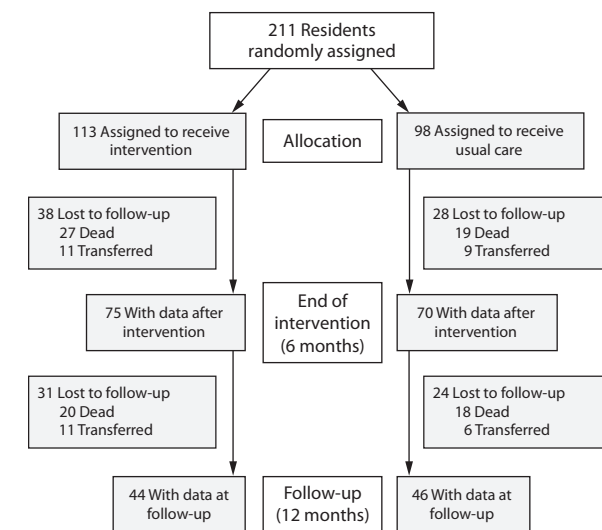 211 Residents
randomly assigned
113 Assigned to receive
intervention
Allocation
98 Assigned to receive
usual care
38 Lost to follow-up
27 Dead
11 Transferred
28 Lost to follow-up
19 Dead
9 Transferred
75 With data after
intervention
End of
intervention
(6 months)
70 With data after
intervention
31 Lost to follow-up
20 Dead
11 Transferred
24 Lost to follow-up
18 Dead
6 Transferred
44 With data at
follow-up
Follow-up
(12 months)
46 With data at
follow-up